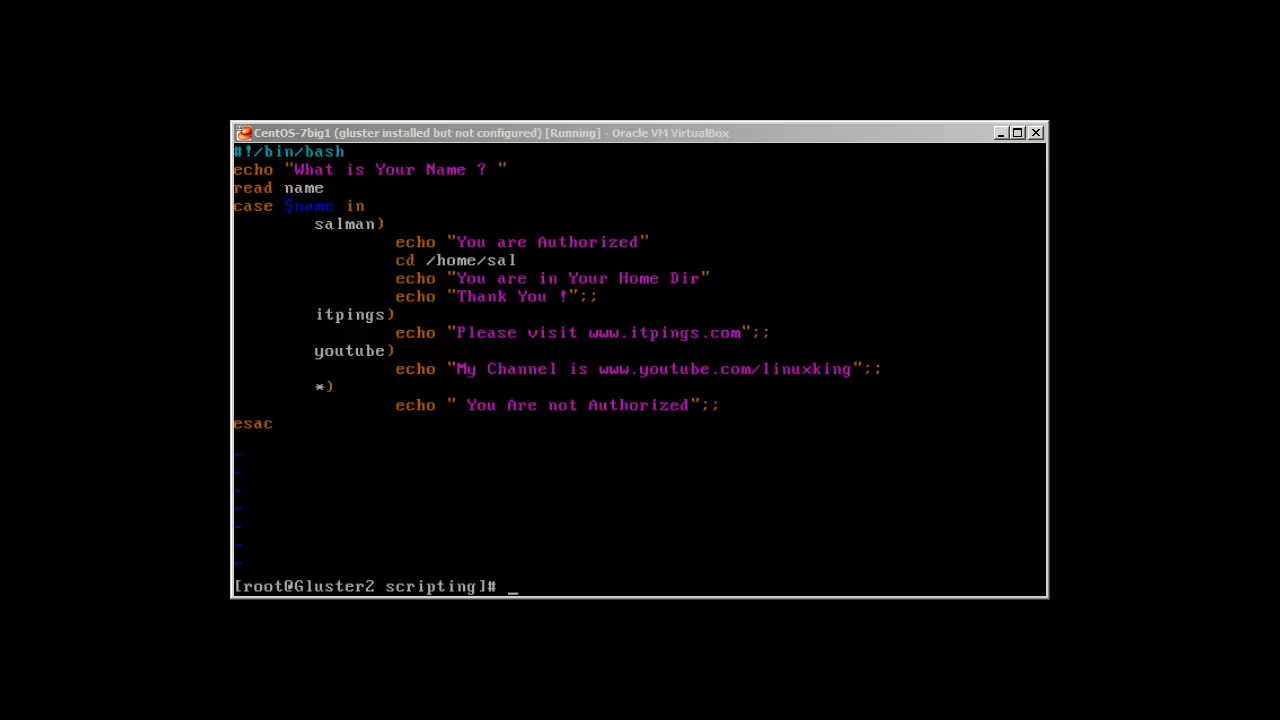 CentOS-7big1 (gluster installed but not configured) [Running] - Oracle VM VirtualBox
#!/bin/bash
echo "What is Your Name ? "
read name
case $name in
salman)
echo "You are Authorized"
cd /home/sal
echo "You are in Your Home Dir"
echo "Thank You !";;
itpings)
echo "Please visit www.itpings.com";;
youtube)
echo "My Channel is www.youtube.com/linuxking";;
*)
echo " You Are not Authorized";;
esac
~
~
~
~
~
~
~
[root@Gluster2 scripting]# _